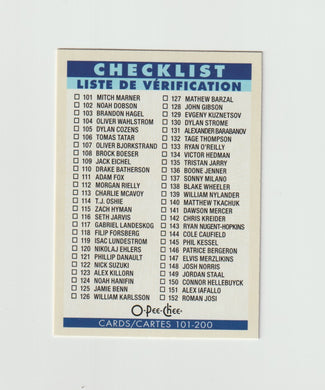 CHECKLIST
LISTE DE VÉRIFICATION
101 MITCH MARNER
102 NOAH DOBSON
103 BRANDON HAGEL
104 OLIVER WAHLSTROM
105 DYLAN COZENS
106 TOMAS TATAR
107 OLIVER BJORKSTRAND
108 BROCK BOESER
109 JACK EICHEL
110 DRAKE BATHERSON
111 ADAM FOX
112 MORGAN RIELLY
113 CHARLIE MCAVOY
114 T.J. OSHIE
115 ZACH HYMAN
116 SETH JARVIS
117 GABRIEL LANDESKOG
118 FILIP FORSBERG
119 ISAC LUNDESTROM
120 NIKOLAJ EHLERS
121 PHILLIP DANAULT
122 NICK SUZUKI
123 ALEX KILLORN
124 NOAH HANIFIN
125 JAMIE BENN
126 WILLIAM KARLSSON
127 MATHEW BARZAL
128 JOHN GIBSON
129 EVGENY KUZNETSOV
130 DYLAN STROME
131 ALEXANDER BARABANOV
132 TAGE THOMPSON
133 RYAN O'REILLY
134 VICTOR HEDMAN
135 TRISTAN JARRY
136 BOONE JENNER
137 SONNY MILANO
138 BLAKE WHEELER
139 WILLIAM NYLANDER
140 MATTHEW TKACHUK
141 DAWSON MERCER
142 CHRIS KREIDER
143 RYAN NUGENT-HOPKINS
144 COLE CAUFIELD
145 PHIL KESSEL
146 PATRICE BERGERON
147 ELVIS MERZLIKINS
148 JOSH NORRIS
149 JORDAN STAAL
150 CONNOR HELLEBUYCK
151 ALEX IAFALLO
152 ROMAN JOSI
O-Pee-Chee
CARDS/CARTES 101-200